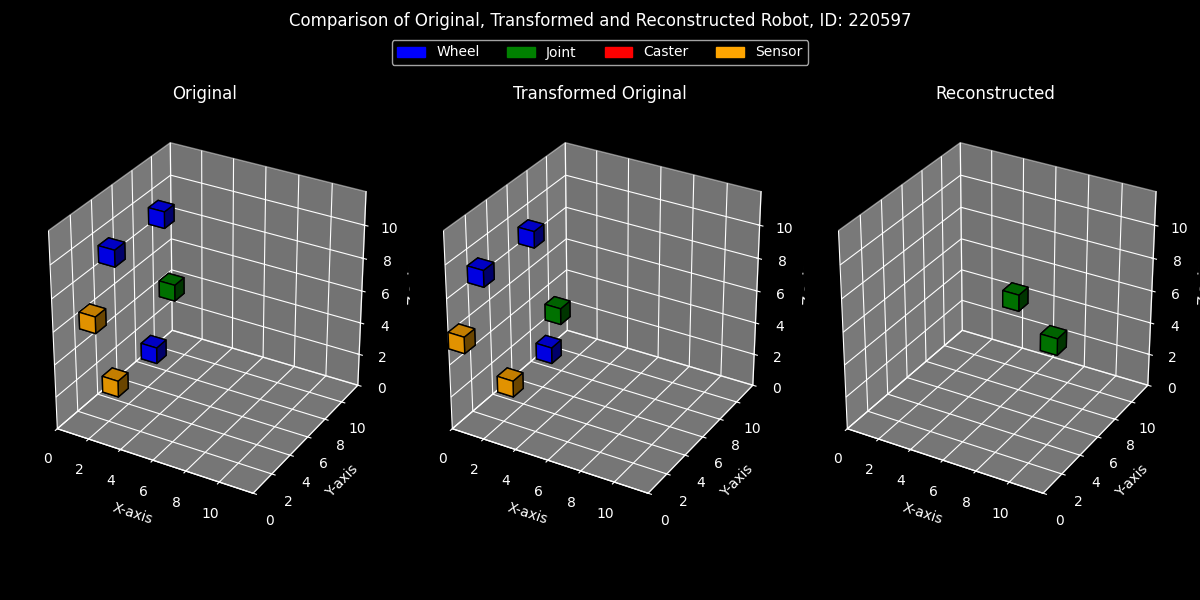 Comparison of Original, Transformed and Reconstructed Robot, ID: 220597
Wheel Joint Caster Sensor
Original Transformed Original Reconstructed
10 10 10
8 8 8
6 6 6
4 4 4
2 2 2
0 0 0
0 2 4 6 8 10 0 2 4 6 8 10 0 2 4 6 8 10
0 2 4 6 8 10 0 2 4 6 8 10 0 2 4 6 8 10
X-axis Y-axis X-axis Y-axis X-axis Y-axis